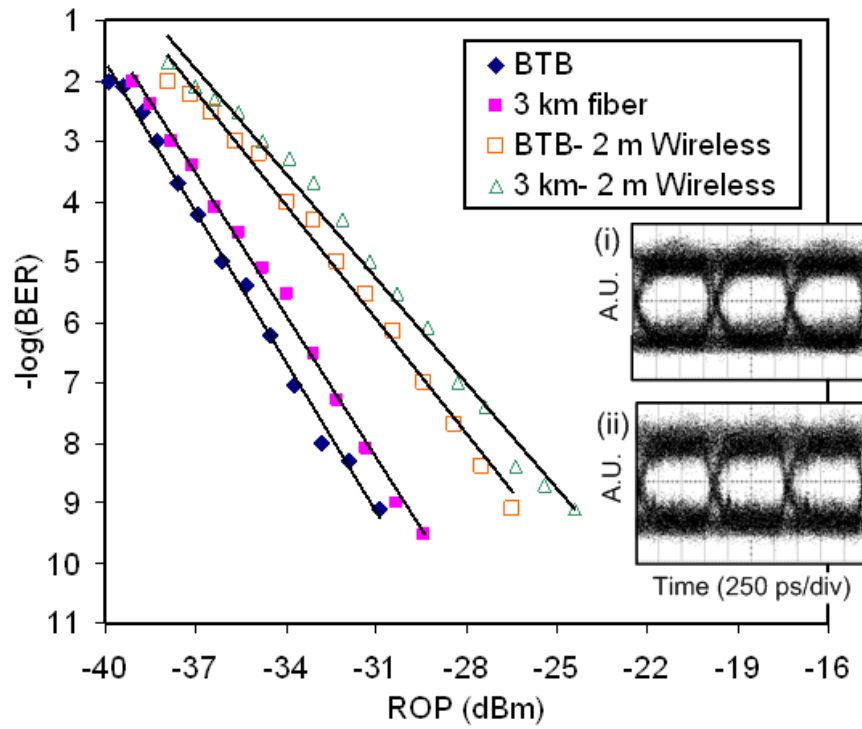 1
2
3
4
5
6
7
8
9
10
11
-log(BER)
-40 -37 -34 -31 -28 -25 -22 -19 -16
ROP (dBm)
BTB
3 km fiber
BTB- 2 m Wireless
3 km- 2 m Wireless
(i)
A.U.
(ii)
A.U.
Time (250 ps/div)